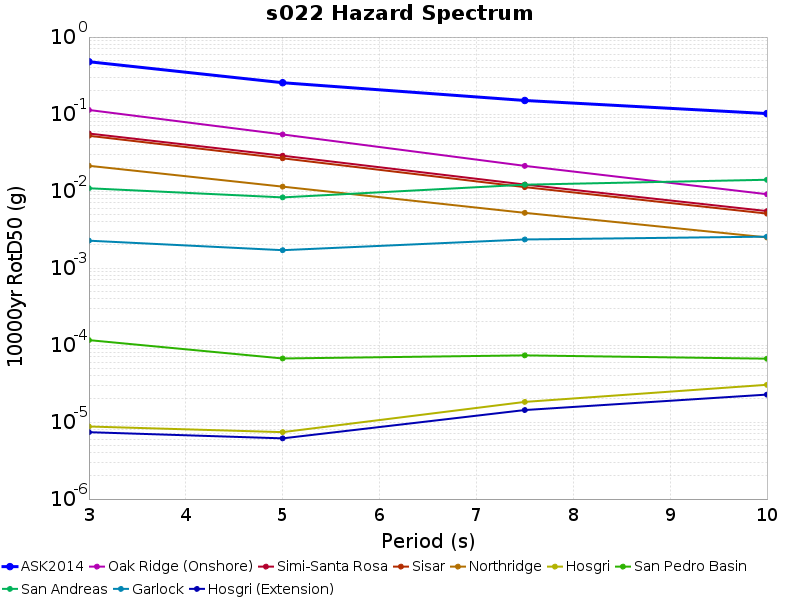 s022 Hazard Spectrum
10^0
10^-1
10^-2
10^-3
10^-4
10^-5
10^-6
10000yr RotD50 (g)
3 4 5 6 7 8 9 10
Period (s)
ASK2014 Oak Ridge (Onshore) Simi-Santa Rosa Sisar Northridge Hosgri San Pedro Basin
San Andreas Garlock Hosgri (Extension)